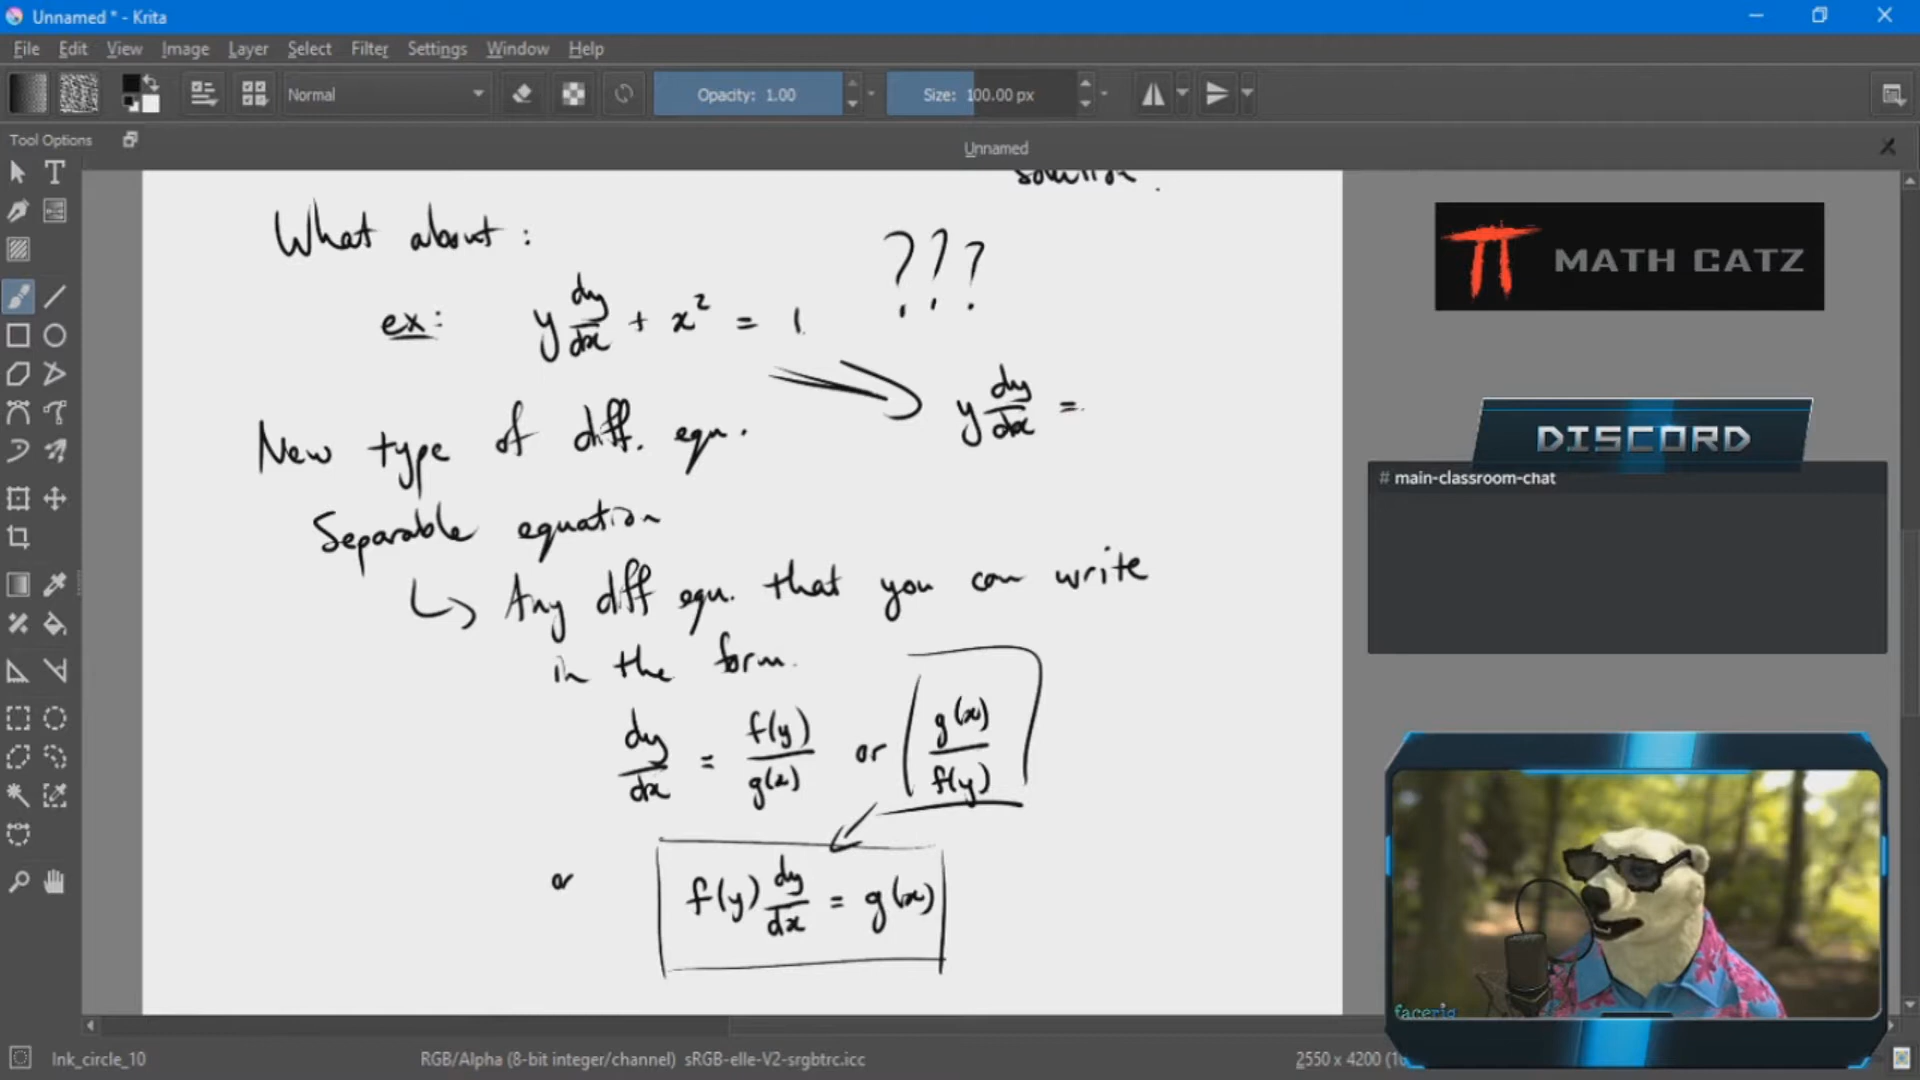 Unnamed * - Krita
File Edit View Image Layer Select Filter Settings Window Help
Normal Opacity: 1.00 Size: 100.00 px
Tool Options
Unnamed
solution.
What about:
???
ex: y dy/dx + x² = 1
y dy/dx =
New type of diff. eqn.
Separable equation
↳ Any diff eqn. that you can write
in the form.
dy/dx = f(y)/g(x) or g(x)/f(y)
or f(y) dy/dx = g(x)
MATH CATZ
DISCORD
# main-classroom-chat
facerig
Ink_circle_10
RGB/Alpha (8-bit integer/channel) sRGB-elle-V2-srgbtrc.icc
2550 x 4200